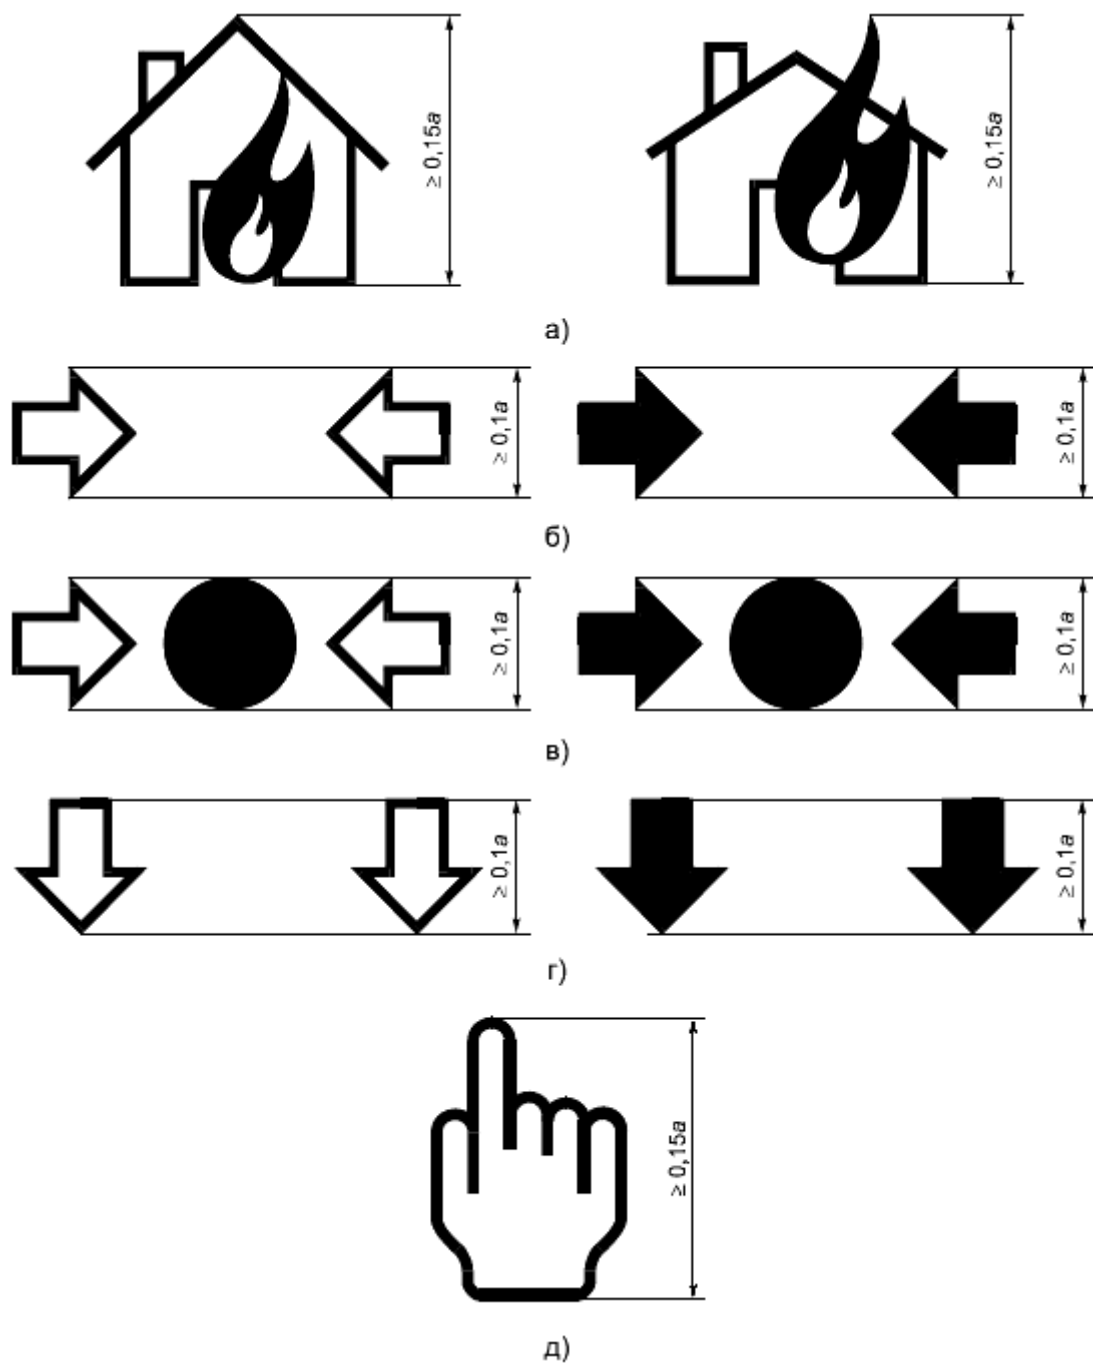 ≥ 0,15a ≥ 0,15a
а)
≥ 0,1a ≥ 0,1a
б)
≥ 0,1a ≥ 0,1a
в)
≥ 0,1a ≥ 0,1a
г)
≥ 0,15a
д)